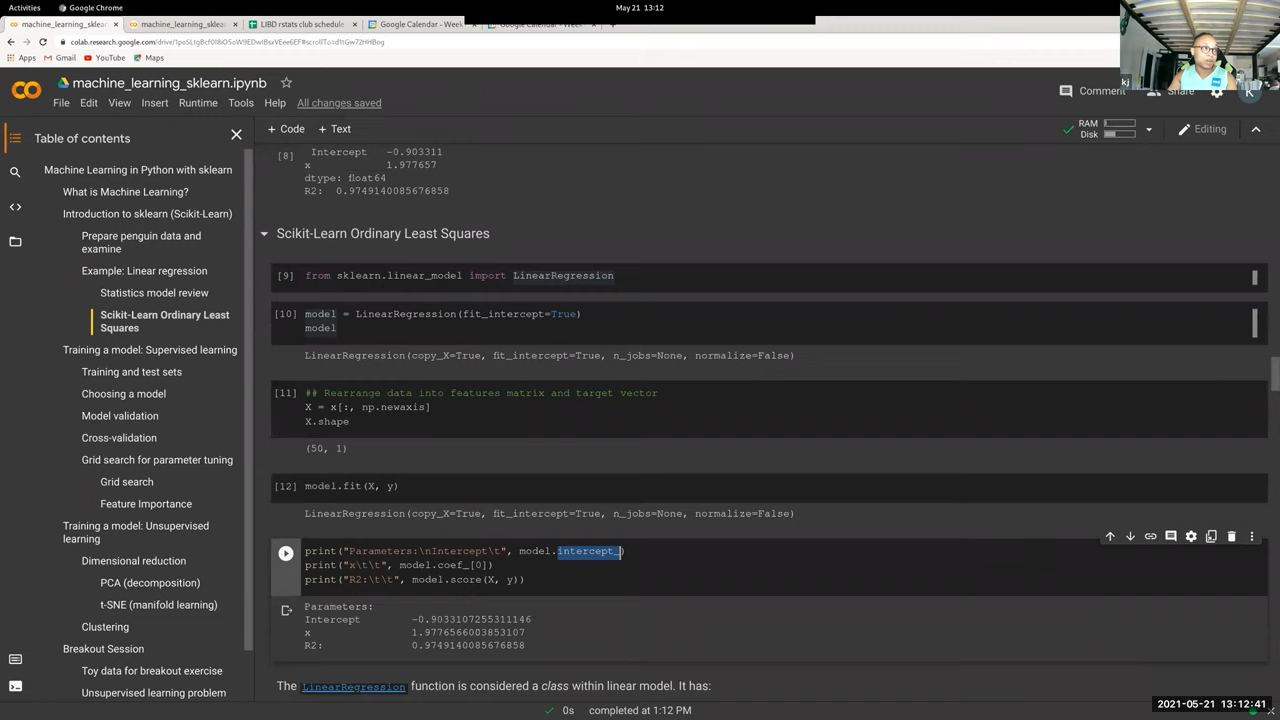 Activities
Google Chrome
May 21 13:12
machine_learning_sklearn.i
machine_learning_sklearn.i
LIBD rstats club schedule
Google Calendar - Week
Google Calendar - Week
colab.research.google.com/drive/
Apps
Gmail
YouTube
Maps
kj
machine_learning_sklearn.ipynb
File Edit View Insert Runtime Tools Help All changes saved
Comment
Share
K
Table of contents
+ Code + Text
RAM
Disk
Editing
Machine Learning in Python with sklearn
What is Machine Learning?
Introduction to sklearn (Scikit-Learn)
Prepare penguin data and
examine
Example: Linear regression
Statistics model review
Scikit-Learn Ordinary Least
Squares
Training a model: Supervised learning
Training and test sets
Choosing a model
Model validation
Cross-validation
Grid search for parameter tuning
Grid search
Feature Importance
Training a model: Unsupervised
learning
Dimensional reduction
PCA (decomposition)
t-SNE (manifold learning)
Clustering
Breakout Session
Toy data for breakout exercise
Unsupervised learning problem
[8]
Intercept -0.903311
x 1.977657
dtype: float64
R2: 0.9749140085676858
Scikit-Learn Ordinary Least Squares
[9] from sklearn.linear_model import LinearRegression
[10] model = LinearRegression(fit_intercept=True)
model
LinearRegression(copy_X=True, fit_intercept=True, n_jobs=None, normalize=False)
[11] ## Rearrange data into features matrix and target vector
X = x[:, np.newaxis]
X.shape
(50, 1)
[12] model.fit(X, y)
LinearRegression(copy_X=True, fit_intercept=True, n_jobs=None, normalize=False)
print("Parameters:\nIntercept\t", model.intercept_)
print("x\t\t", model.coef_[0])
print("R2:\t\t", model.score(X, y))
Parameters:
Intercept -0.9033107255311146
x 1.9776566003853107
R2: 0.9749140085676858
The LinearRegression function is considered a class within linear model. It has:
0s completed at 1:12 PM
2021-05-21 13:12:41